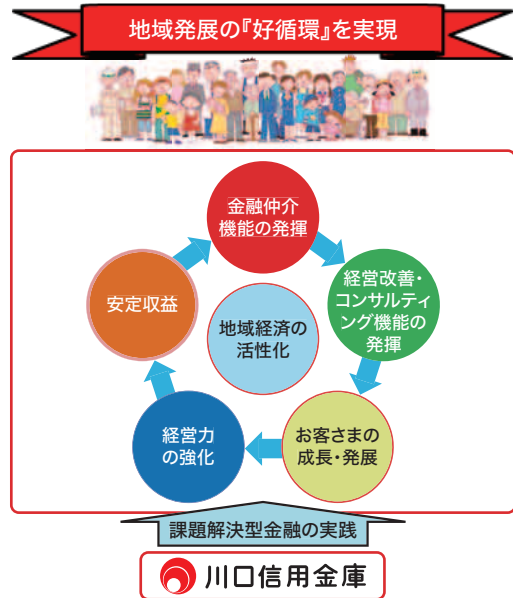 地域発展の『好循環』を実現
金融仲介
機能の発揮
経営改善・
コンサルティ
ング機能の
発揮
安定収益
地域経済の
活性化
経営力
の強化
お客さまの
成長・発展
課題解決型金融の実践
川口信用金庫